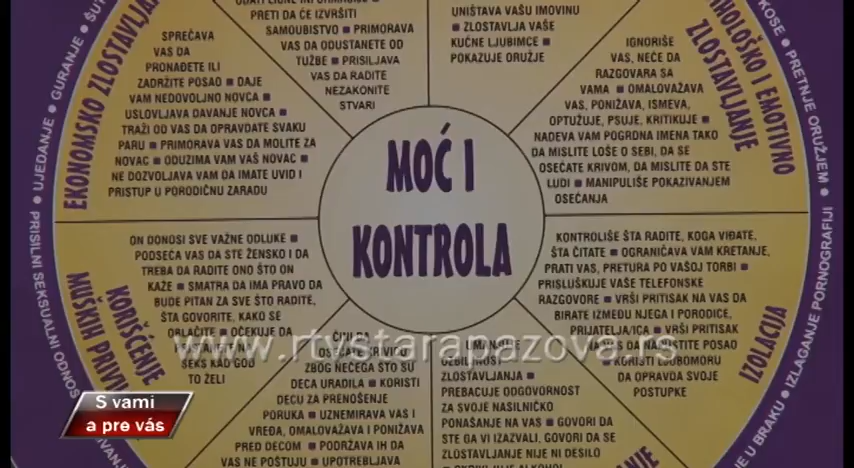 MOĆ I
KONTROLA
EKONOMSKO ZLOSTAVLJANJE
SPREČAVA
VAS DA
PRONAĐETE ILI
ZADRŽITE POSAO ■ DAJE
VAM NEDOVOLJNO NOVCA ■
USLOVLJAVA DAVANJE NOVCA ■
TRAŽI OD VAS DA OPRAVDATE SVAKU
PARU ■ PRIMORAVA VAS DA MOLITE ZA
NOVAC ■ ODUZIMA VAM VAŠ NOVAC ■
NE DOZVOLJAVA VAM DA IMATE UVID I
PRISTUP U PORODIČNU ZARADU
PRETI DA ĆE IZVRŠITI
SAMOUBISTVO ■ PRIMORAVA
VAS DA ODUSTANETE OD
TUŽBE ■ PRISILJAVA
VAS DA RADITE
NEZAKONITE
STVARI
UNIŠTAVA VAŠU IMOVINU
■ ZLOSTAVLJA VAŠE
KUĆNE LJUBIMCE ■
POKAZUJE ORUŽJE
I EMOTIVNO
ZLOSTAVLJANJE
IGNORIŠE
VAS, NEĆE DA
RAZGOVARA SA
VAMA ■ OMALOVAŽAVA
VAS, PONIŽAVA, ISMEVA,
OPTUŽUJE, PSUJE, KRITIKUJE ■
NADEVA VAM POGRDNA IMENA TAKO
DA MISLITE LOŠE O SEBI, DA SE
OSEĆATE KRIVOM, DA MISLITE DA STE
LUDI ■ MANIPULIŠE POKAZIVANJEM
OSEĆANJA
KORIŠĆENJE
MUŠKIH
ON DONOSI SVE VAŽNE ODLUKE ■
PODSEĆA VAS DA STE ŽENSKO I DA
TREBA DA RADITE ONO ŠTO ON
KAŽE ■ SMATRA DA IMA PRAVO DA
BUDE PITAN ZA SVE ŠTO RADITE,
ŠTA GOVORITE, KAKO SE
OBLAČITE ■ OČEKUJE DA
PRISTANETE NA
SEKS KAD GOD
TO ŽELI
IZOLACIJA
KONTROLIŠE ŠTA RADITE, KOGA VIĐATE,
ŠTA ČITATE ■ OGRANIČAVA VAM KRETANJE,
PRATI VAS, PRETURA PO VAŠOJ TORBI ■
PRISLUŠKUJE VAŠE TELEFONSKE
RAZGOVORE ■ VRŠI PRITISAK NA VAS DA
BIRATE IZMEĐU NJEGA I PORODICE,
PRIJATELJA/ICA ■ VRŠI PRITISAK
NA VAS DA NAPUSTITE POSAO
■ KORISTI LJUBOMORU
DA OPRAVDA SVOJE
POSTUPKE
OSEĆATE KRIVICU
ZBOG NEČEGA ŠTO SU
DECA URADILA ■ KORISTI
DECU ZA PRENOŠENJE
PORUKA ■ UZNEMIRAVA VAS I
VREĐA, OMALOVAŽAVA I PONIŽAVA
PRED DECOM ■ PODRŽAVA IH DA
VAS NE POŠTUJU ■ UPOTREBLJAVA
UMANJUJE
OZBILJNOST
ZLOSTAVLJANJA ■
PREBACUJE ODGOVORNOST
ZA SVOJE NASILNIČKO
PONAŠANJE NA VAS ■ GOVORI DA
STE GA VI IZAZVALI, GOVORI DA SE
ZLOSTAVLJANJE NIJE NI DESILO
PRISILNI SEKSUALNI ODNOS ● UJEDANJE ● GURANJE ●
KOSE ● PRETNJE ORUŽJEM ●
U BRAKU ● IZLAGANJE PORNOGRAFIJI
www.rtvstarapazova.rs
S vami
a pre vás